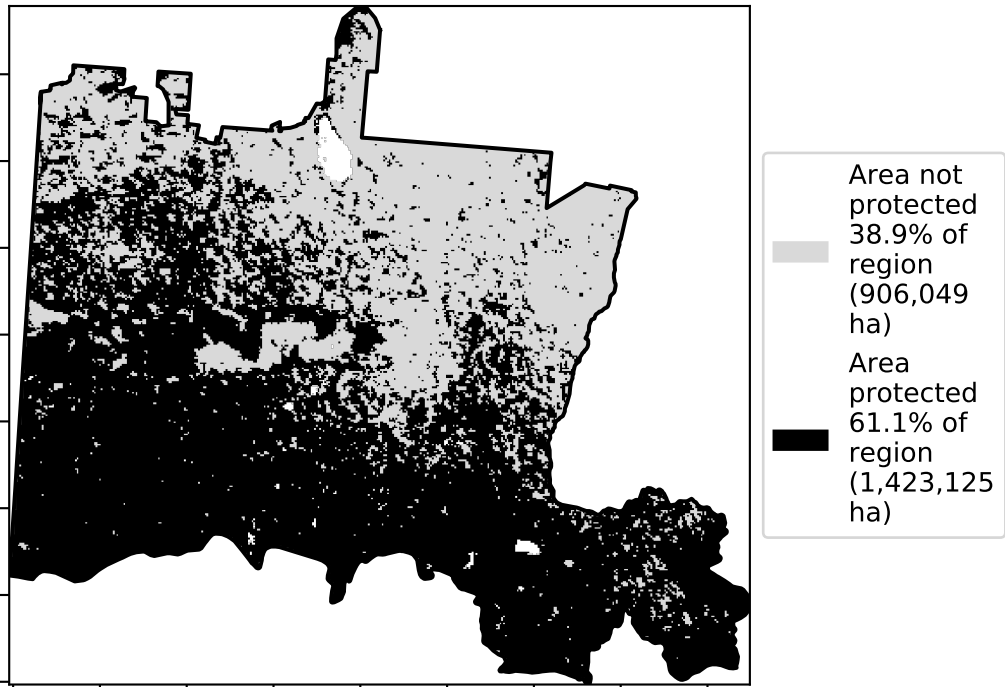 Area not
protected
38.9% of
region
(906,049
ha)
Area
protected
61.1% of
region
(1,423,125
ha)